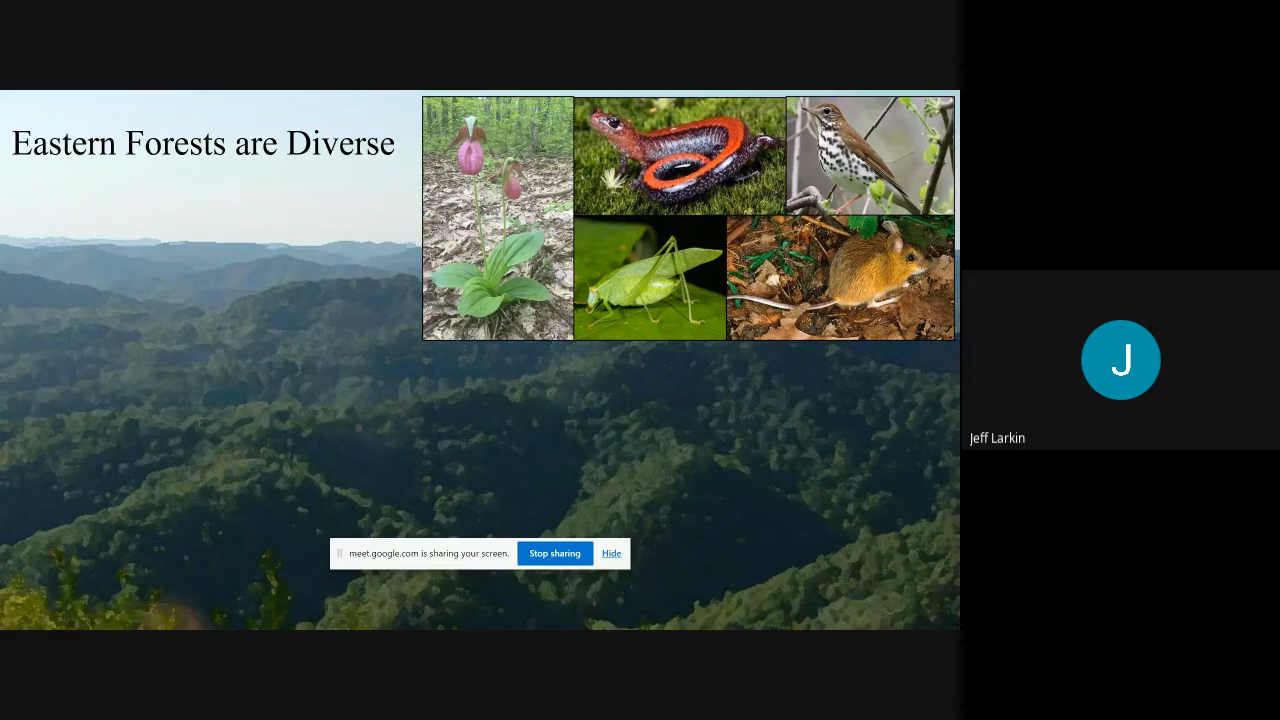 Eastern Forests are Diverse
J
Jeff Larkin
meet.google.com is sharing your screen. Stop sharing Hide